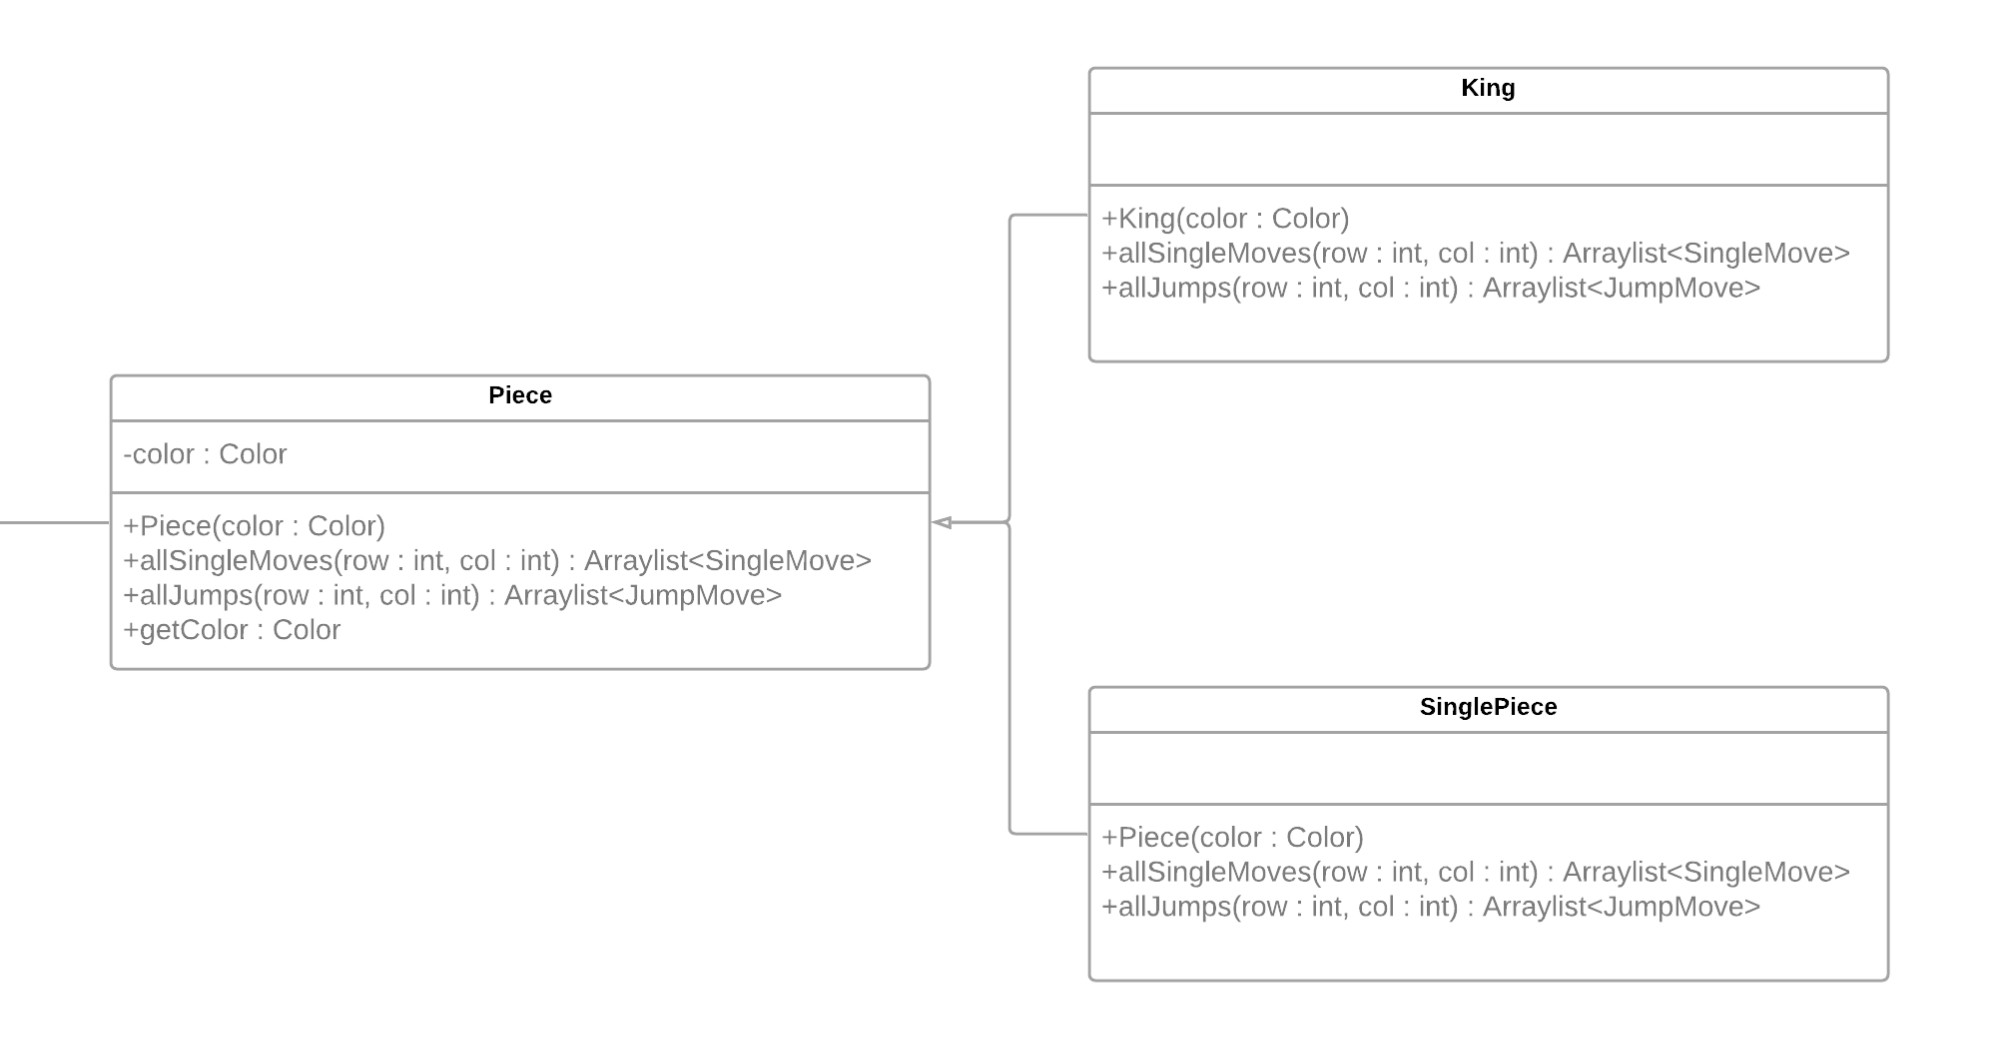 King
+King(color : Color)
+allSingleMoves(row : int, col : int) : Arraylist<SingleMove>
+allJumps(row : int, col : int) : Arraylist<JumpMove>
Piece
-color : Color
+Piece(color : Color)
+allSingleMoves(row : int, col : int) : Arraylist<SingleMove>
+allJumps(row : int, col : int) : Arraylist<JumpMove>
+getColor : Color
SinglePiece
+Piece(color : Color)
+allSingleMoves(row : int, col : int) : Arraylist<SingleMove>
+allJumps(row : int, col : int) : Arraylist<JumpMove>